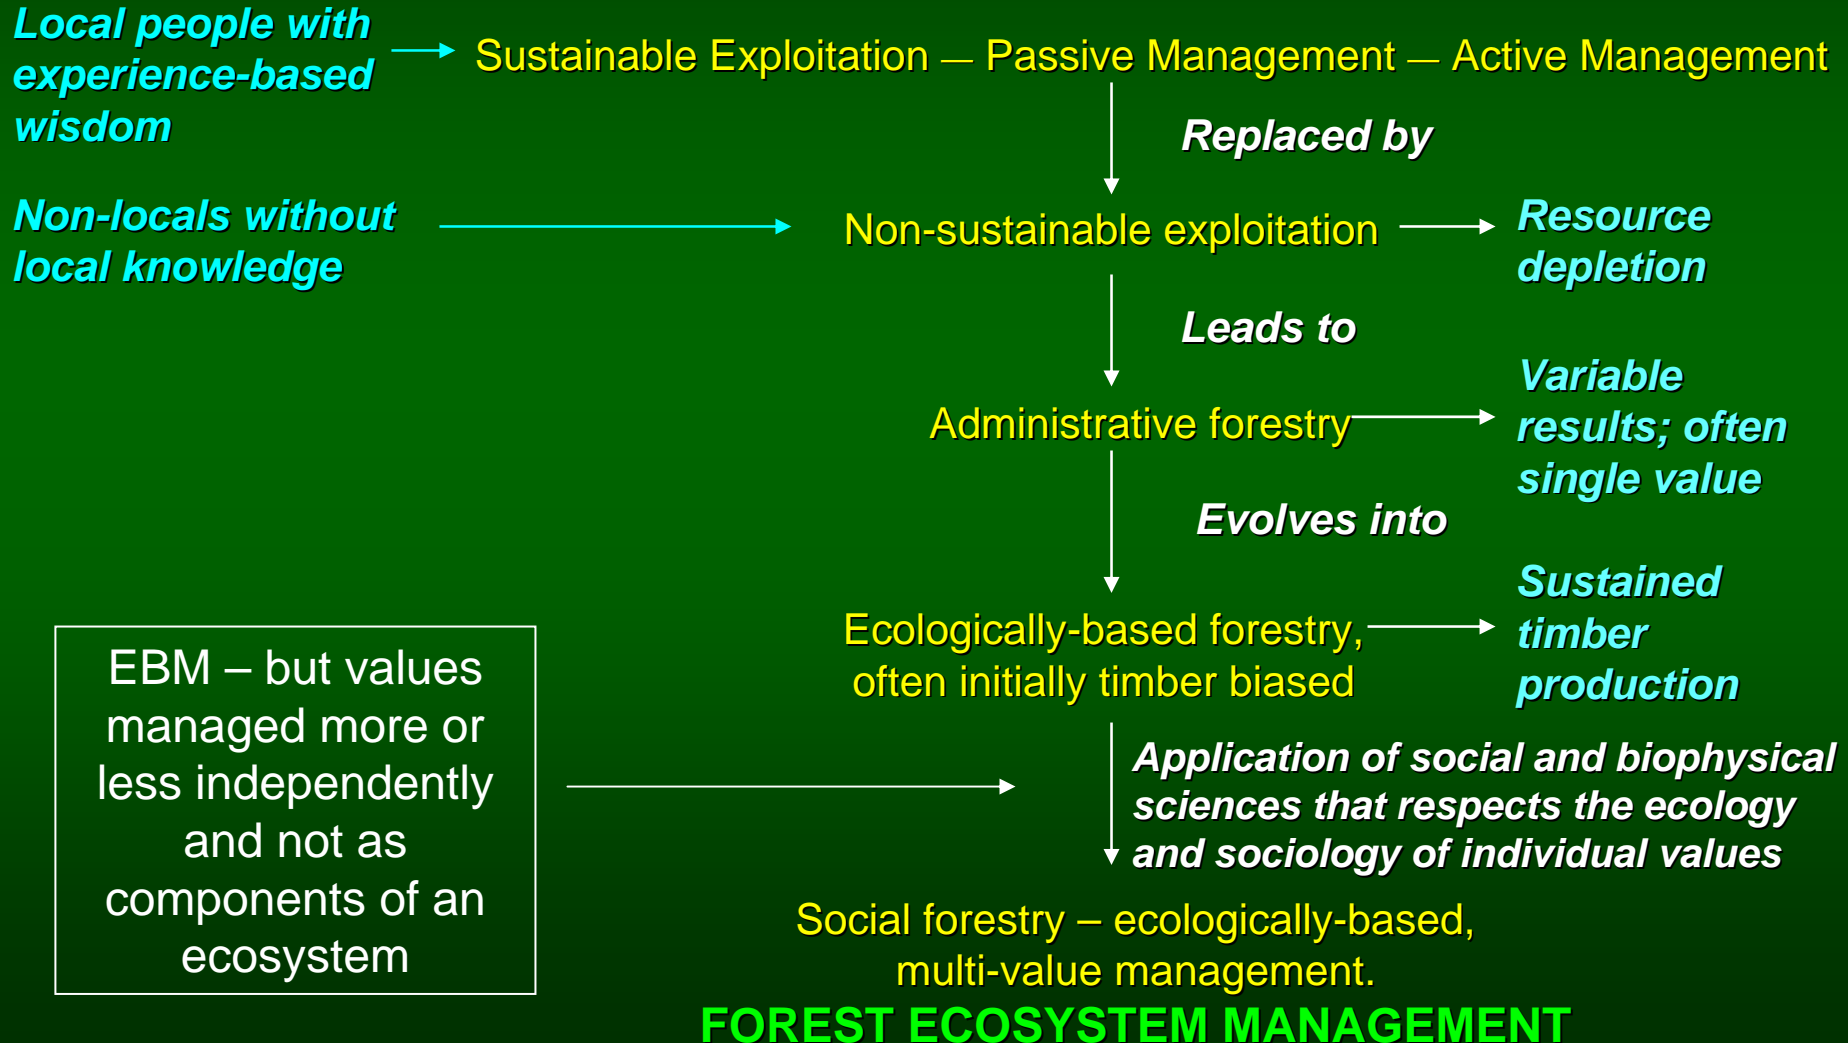 Local people with
experience-based
wisdom
Sustainable Exploitation — Passive Management — Active Management
Replaced by
Non-locals without
local knowledge
Non-sustainable exploitation
Resource
depletion
Leads to
Administrative forestry
Variable
results; often
single value
Evolves into
Ecologically-based forestry,
often initially timber biased
Sustained
timber
production
EBM – but values
managed more or
less independently
and not as
components of an
ecosystem
Application of social and biophysical
sciences that respects the ecology
and sociology of individual values
Social forestry – ecologically-based,
multi-value management.
FOREST ECOSYSTEM MANAGEMENT